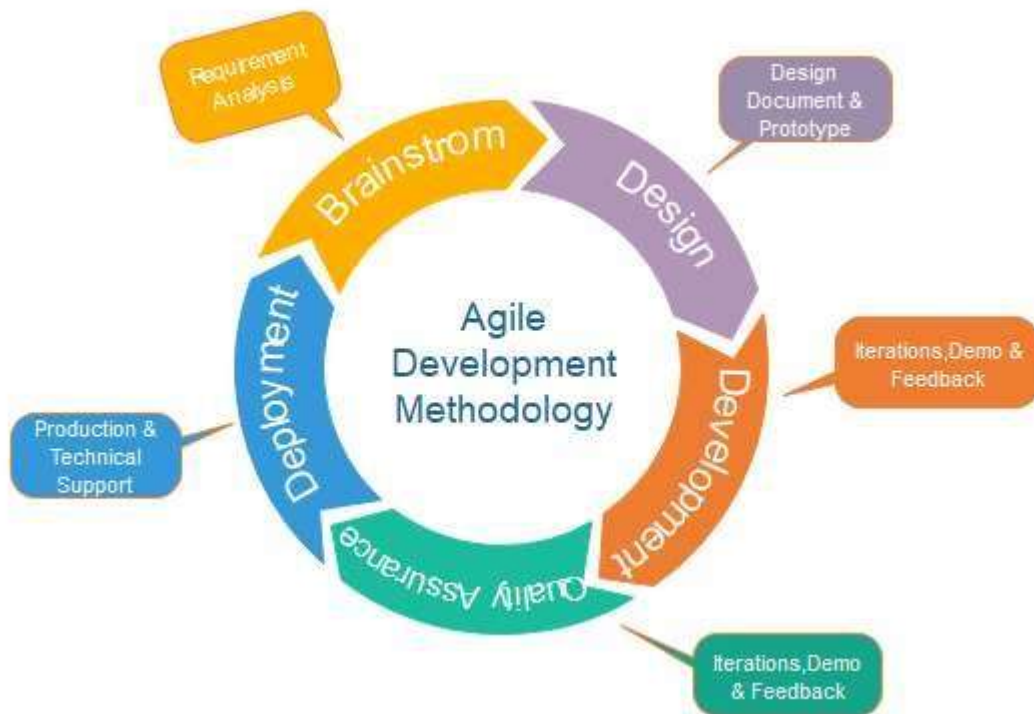 Requirement
Analysis
Brainstrom
Design
Document &
Prototype
Design
Agile
Development
Methodology
Iterations,Demo &
Feedback
Development
Production &
Technical
Support
Deployment
Quality Assurance
Iterations,Demo
& Feedback